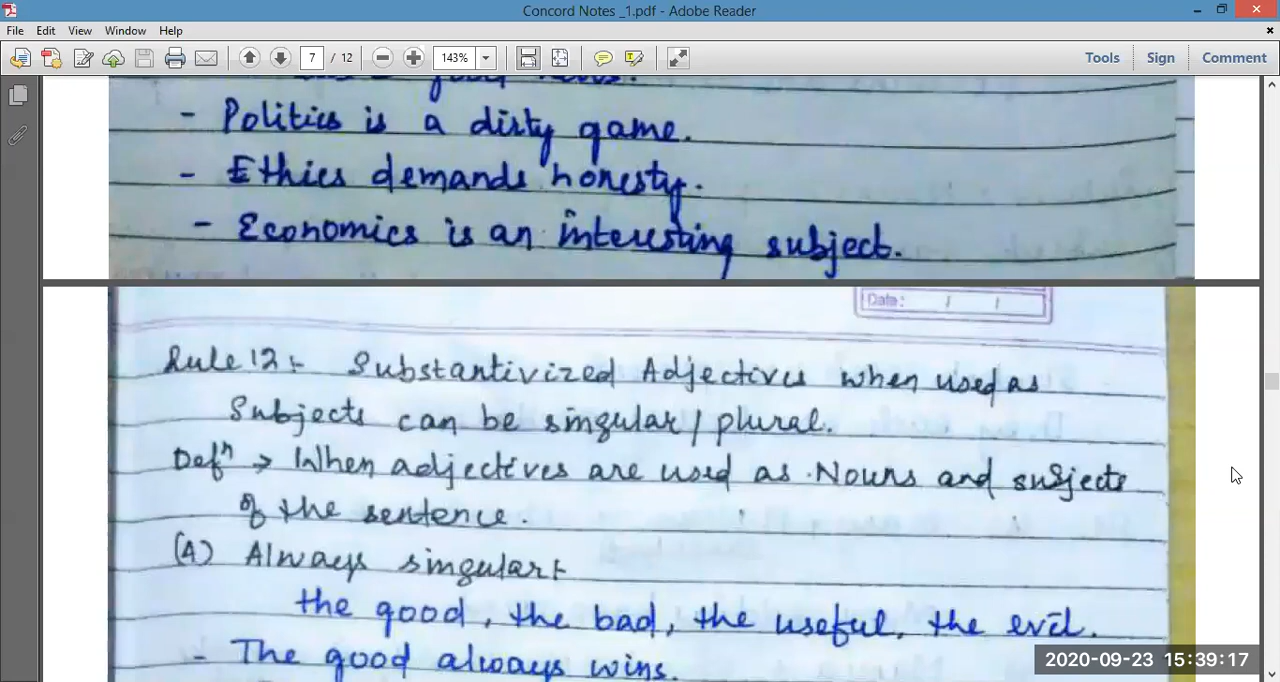 Concord Notes _1.pdf - Adobe Reader
File Edit View Window Help
7 / 12 143% Tools Sign Comment
- Politics is a dirty game.
- Ethics demands honesty.
- Economics is an interesting subject.
Date: / /
Rule 12:- Substantivized Adjectives when used as
Subjects can be singular / plural.
Defn → When adjectives are used as Nouns and subjects
of the sentence.
(A) Always singular:
the good, the bad, the useful, the evil.
- The good always wins.
2020-09-23 15:39:17